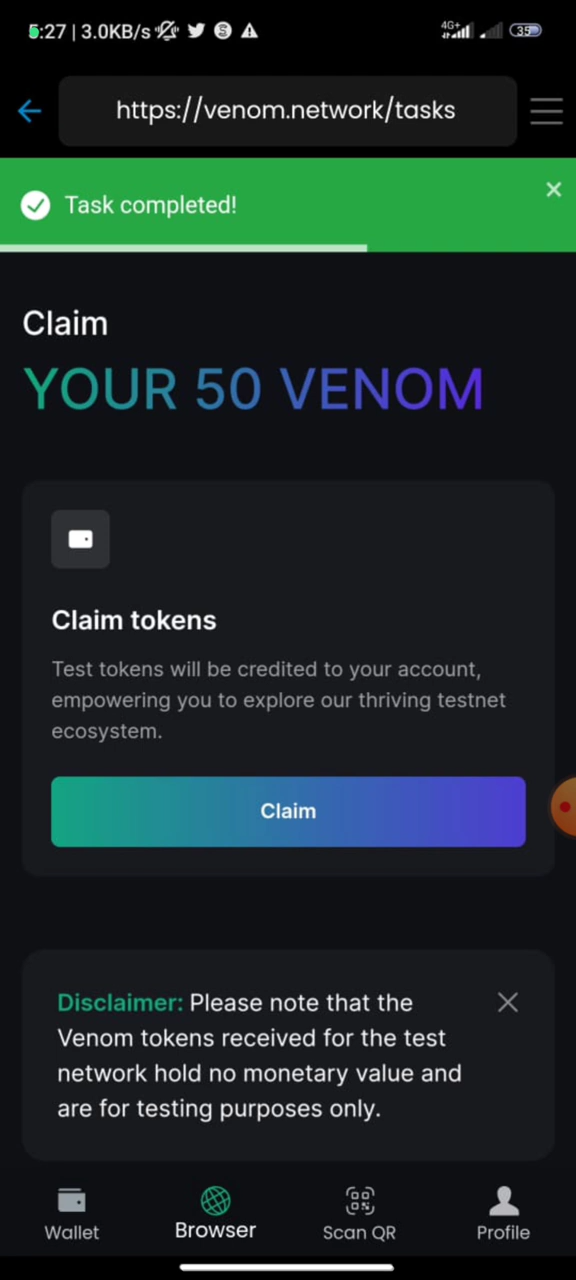 5:27 | 3.0KB/s
4G+
35
https://venom.network/tasks
Task completed!
Claim
YOUR 50 VENOM
Claim tokens
Test tokens will be credited to your account,
empowering you to explore our thriving testnet
ecosystem.
Claim
Disclaimer: Please note that the
Venom tokens received for the test
network hold no monetary value and
are for testing purposes only.
Wallet
Browser
Scan QR
Profile